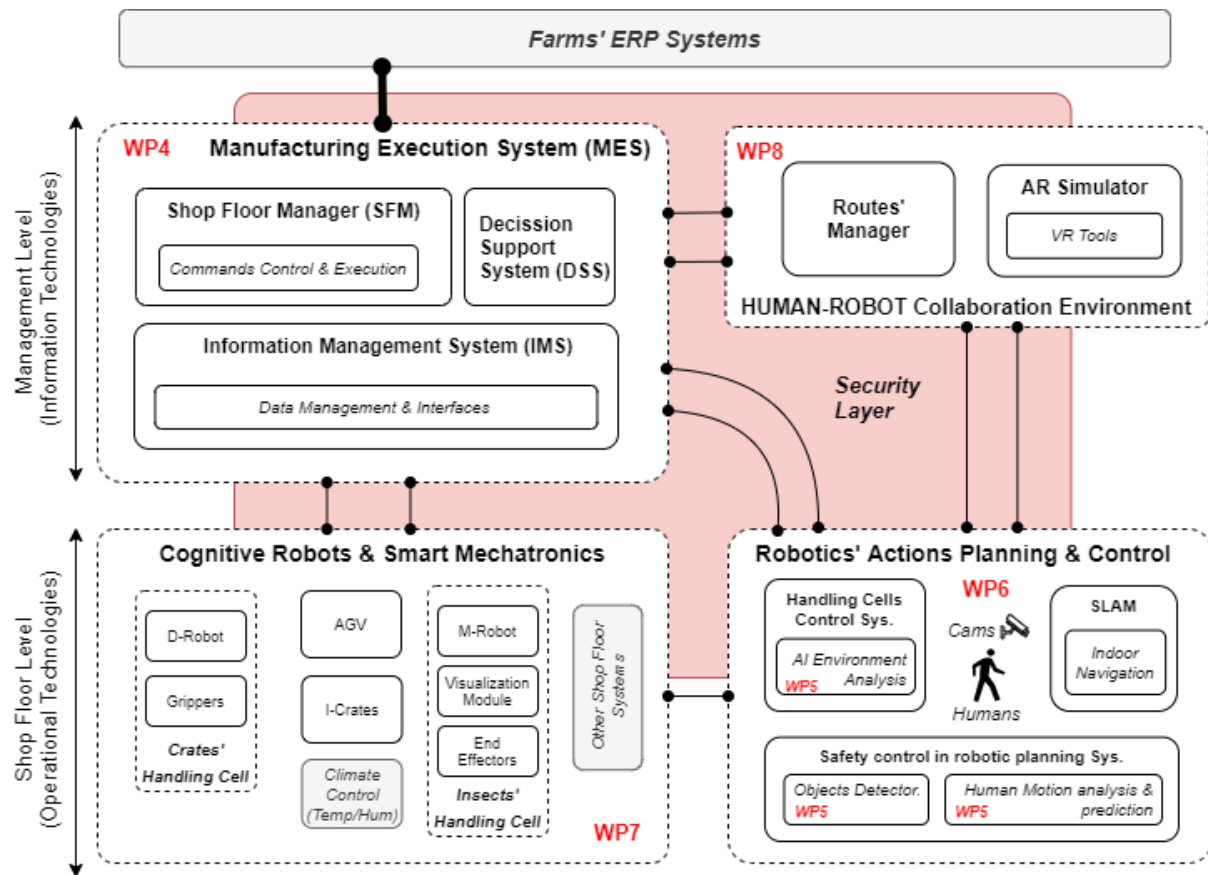 Farms' ERP Systems
Management Level
(Information Technologies)
WP4
Manufacturing Execution System (MES)
Shop Floor Manager (SFM)
Commands Control & Execution
Decission
Support
System (DSS)
Information Management System (IMS)
Data Management & Interfaces
WP8
Routes'
Manager
AR Simulator
VR Tools
HUMAN-ROBOT Collaboration Environment
Security
Layer
Shop Floor Level
(Operational Technologies)
Cognitive Robots & Smart Mechatronics
D-Robot
Grippers
Crates'
Handling Cell
AGV
I-Crates
Climate
Control
(Temp/Hum)
M-Robot
Visualization
Module
End
Effectors
Insects'
Handling Cell
Other Shop Floor
Systems
WP7
Robotics' Actions Planning & Control
WP6
Handling Cells
Control Sys.
AI Environment
Analysis
WP5
Cams
Humans
SLAM
Indoor
Navigation
Safety control in robotic planning Sys.
Objects Detector.
WP5
Human Motion analysis &
prediction
WP5